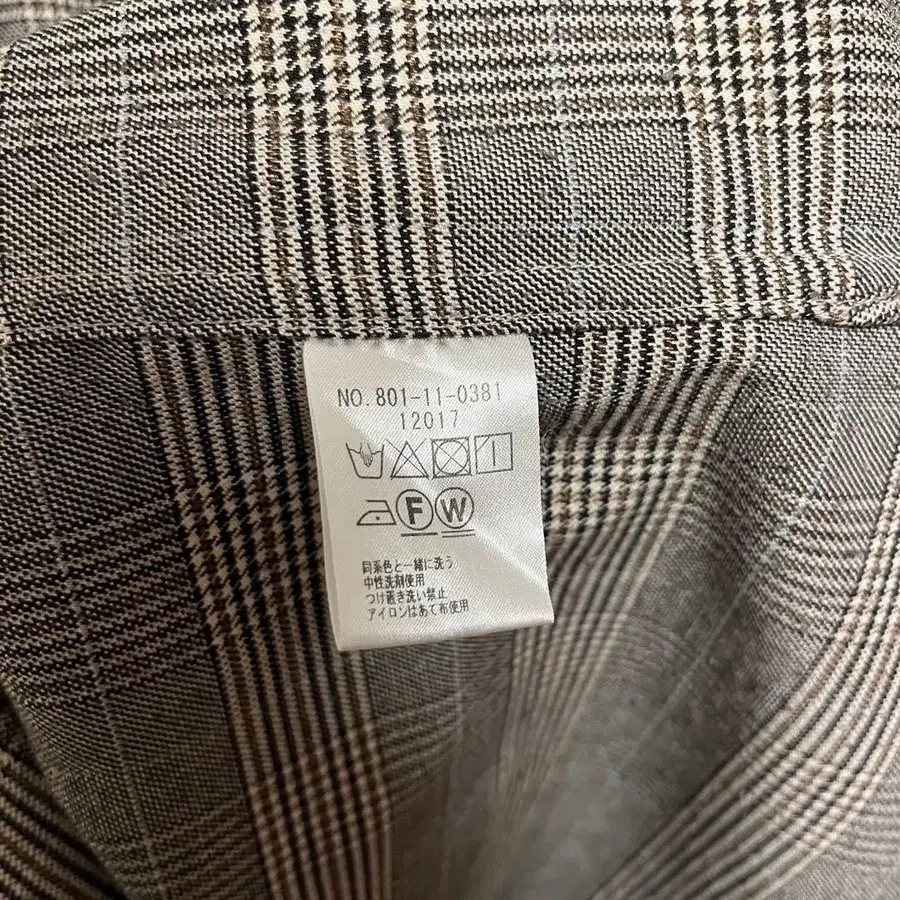 NO.801-11-0381
12017
F W
同系色と一緒に洗う
中性洗剤使用
つけ置き洗い禁止
アイロンはあて布使用